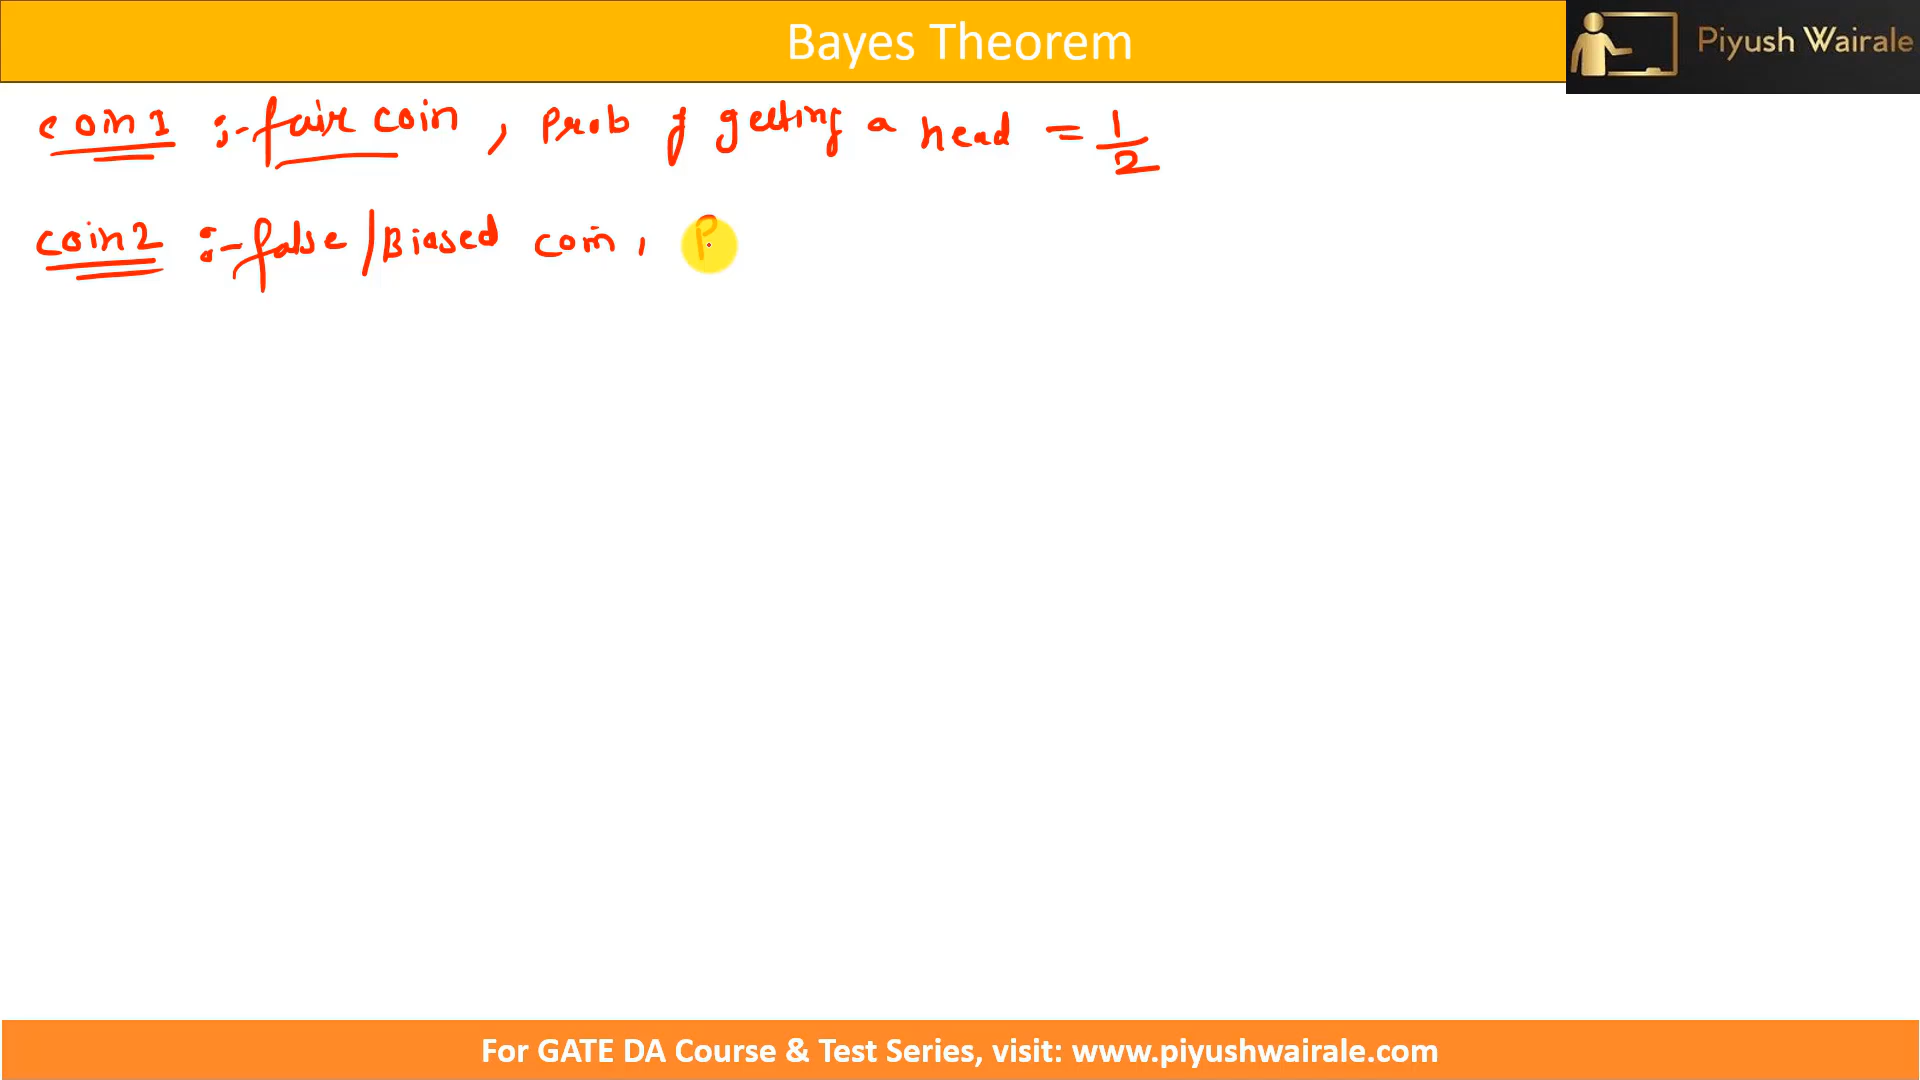 Bayes Theorem
Piyush Wairale
coin 1 :- fair coin , Prob of getting a head = 1/2
coin 2 :- false / Biased coin , P
For GATE DA Course & Test Series, visit: www.piyushwairale.com